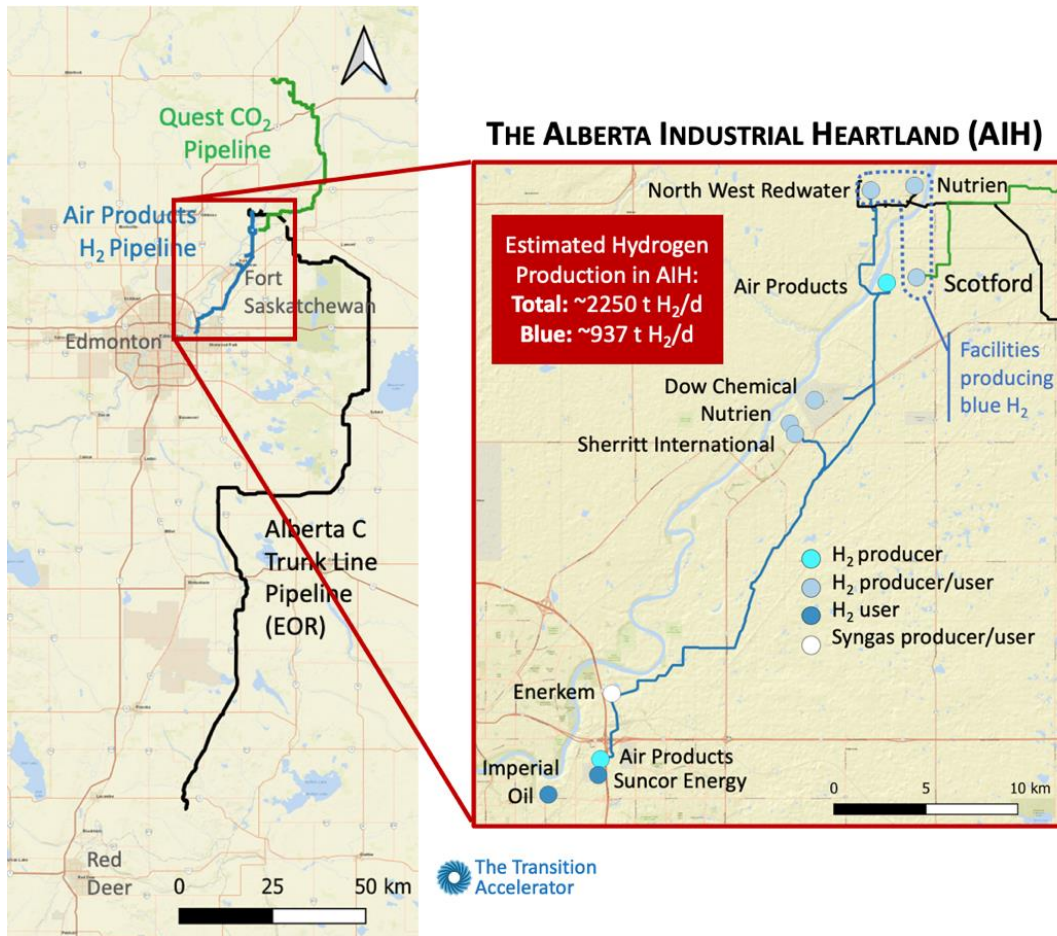 Quest CO₂
Pipeline
Air Products
H₂ Pipeline
Fort
Saskatchewan
Edmonton
Alberta C
Trunk Line
Pipeline
(EOR)
Red
Deer
0 25 50 km
THE ALBERTA INDUSTRIAL HEARTLAND (AIH)
North West Redwater
Nutrien
Estimated Hydrogen
Production in AIH:
Total: ~2250 t H₂/d
Blue: ~937 t H₂/d
Air Products
Scotford
Facilities
producing
blue H₂
Dow Chemical
Nutrien
Sherritt International
H₂ producer
H₂ producer/user
H₂ user
Syngas producer/user
Enerkem
Air Products
Suncor Energy
Imperial
Oil
0 5 10 km
The Transition
Accelerator